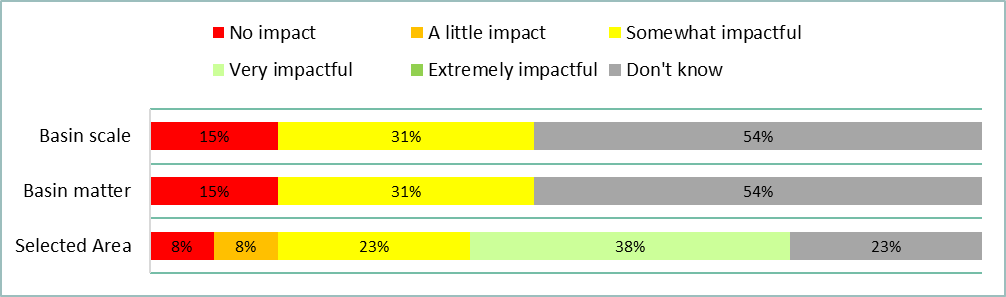 No impact A little impact Somewhat impactful
Very impactful Extremely impactful Don't know
Basin scale 15% 31% 54%
Basin matter 15% 31% 54%
Selected Area 8% 8% 23% 38% 23%